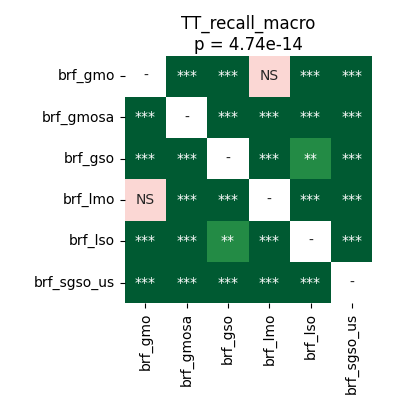 TT_recall_macro
p = 4.74e-14
brf_gmo - *** *** NS *** ***
brf_gmosa *** - *** *** *** ***
brf_gso *** *** - *** ** ***
brf_lmo NS *** *** - *** ***
brf_lso *** *** ** *** - ***
brf_sgso_us *** *** *** *** *** -
brf_gmo brf_gmosa brf_gso brf_lmo brf_lso brf_sgso_us